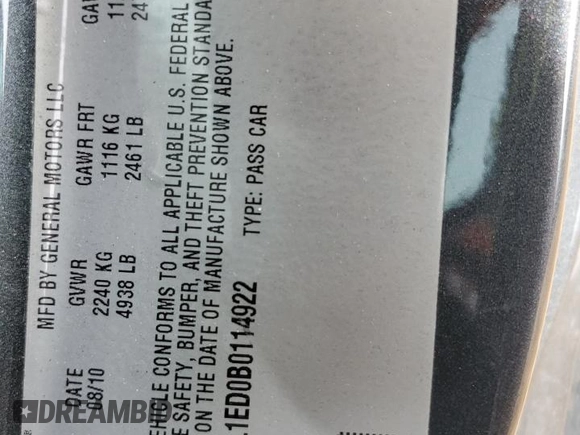 MFD BY GENERAL MOTORS LLC
DATE GVWR GAWR FRT
08/10 2240 KG 1116 KG
4938 LB 2461 LB
VEHICLE CONFORMS TO ALL APPLICABLE U.S. FEDERAL
SAFETY, BUMPER, AND THEFT PREVENTION
ON THE DATE OF MANUFACTURE SHOWN ABOVE.
1ED0B0114922 TYPE: PASS CAR
DREAMBID